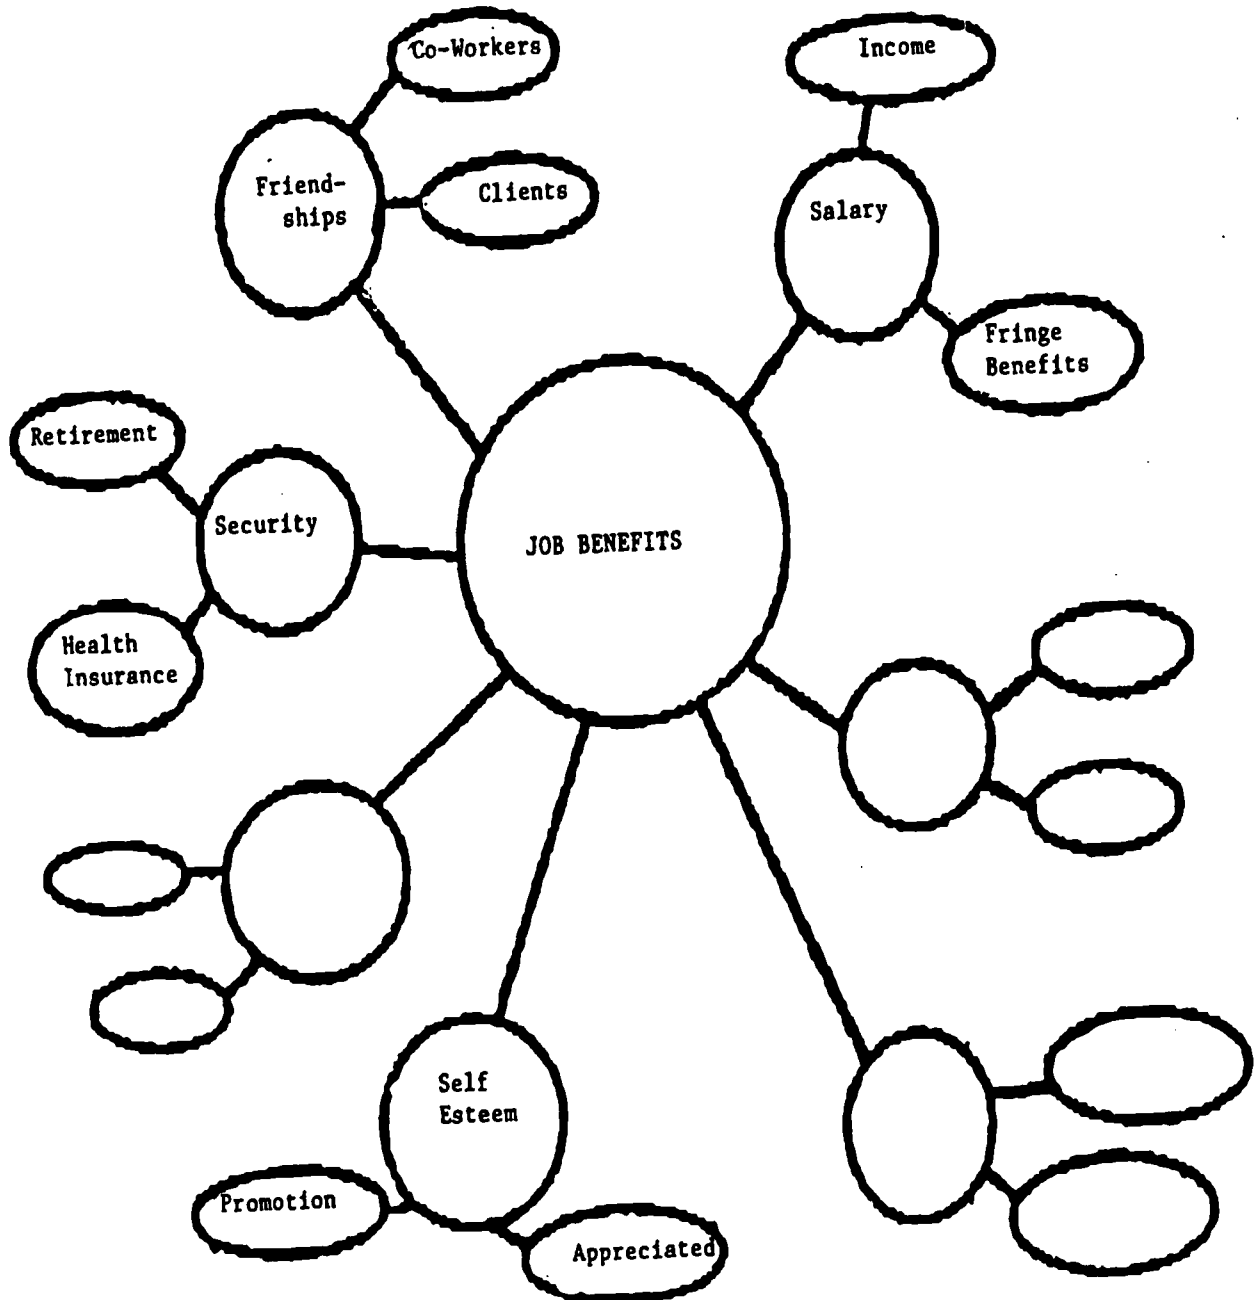 Co-Workers
Income
Friend-
ships
Clients
Salary
Fringe
Benefits
Retirement
Security
JOB BENEFITS
Health
Insurance
Self
Esteem
Promotion
Appreciated